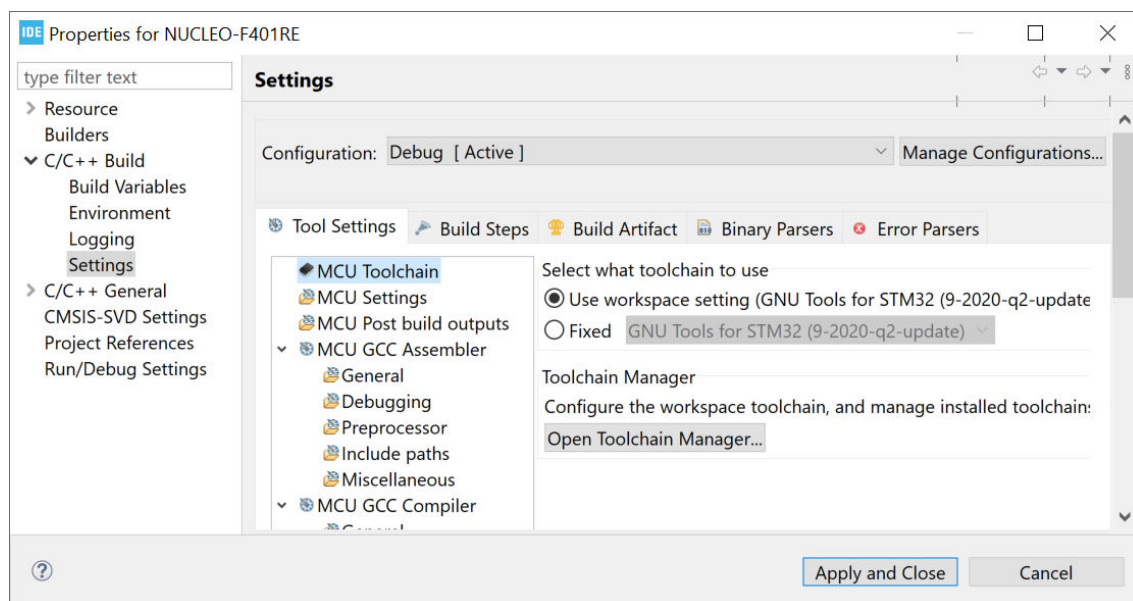 IDE Properties for NUCLEO-F401RE
type filter text
Resource
Builders
C/C++ Build
Build Variables
Environment
Logging
Settings
C/C++ General
CMSIS-SVD Settings
Project References
Run/Debug Settings
Settings
Configuration: Debug [ Active ]
Manage Configurations...
Tool Settings Build Steps Build Artifact Binary Parsers Error Parsers
MCU Toolchain
MCU Settings
MCU Post build outputs
MCU GCC Assembler
General
Debugging
Preprocessor
Include paths
Miscellaneous
MCU GCC Compiler
Select what toolchain to use
Use workspace setting (GNU Tools for STM32 (9-2020-q2-update
Fixed GNU Tools for STM32 (9-2020-q2-update)
Toolchain Manager
Configure the workspace toolchain, and manage installed toolchains
Open Toolchain Manager...
Apply and Close Cancel